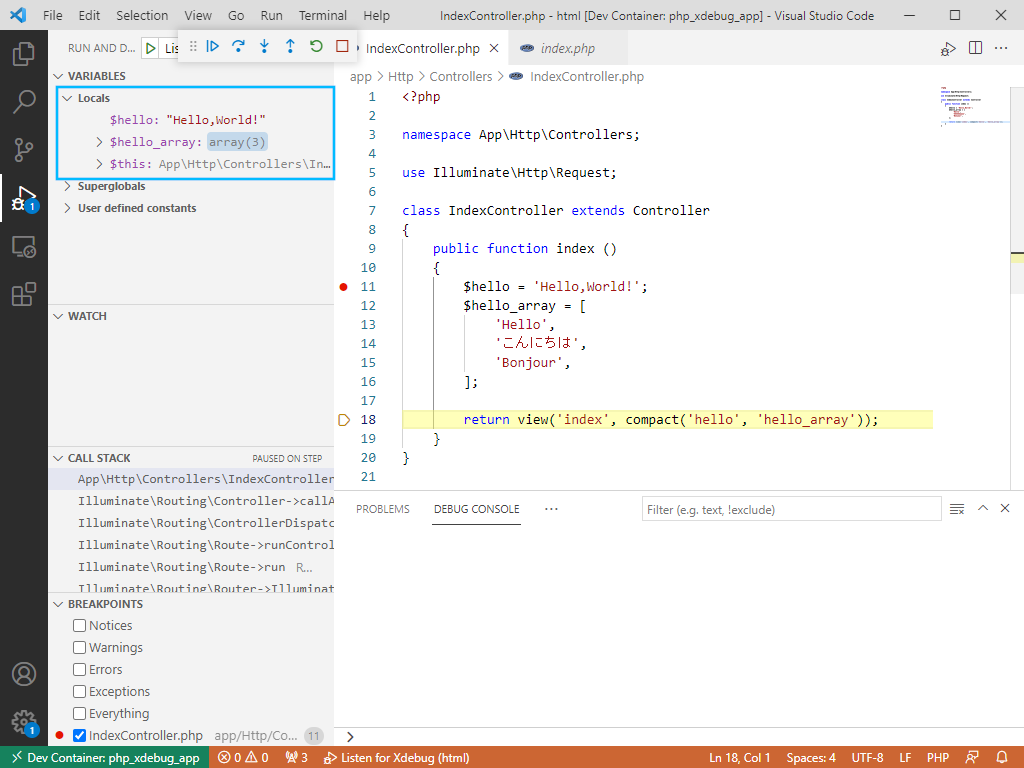 File Edit Selection View Go Run Terminal Help IndexController.php - html [Dev Container: php_xdebug_app] - Visual Studio Code
RUN AND D... Lis
IndexController.php index.php
app > Http > Controllers > IndexController.php
VARIABLES
Locals
$hello: "Hello,World!"
$hello_array: array(3)
$this: App\Http\Controllers\In...
Superglobals
User defined constants
WATCH
CALL STACK PAUSED ON STEP
App\Http\Controllers\IndexController
Illuminate\Routing\Controller->callA
Illuminate\Routing\ControllerDispatc
Illuminate\Routing\Route->runControl
Illuminate\Routing\Route->run R...
Illuminate\Routing\Router->Illuminat
BREAKPOINTS
Notices
Warnings
Errors
Exceptions
Everything
IndexController.php app/Http/Co... 11
1
1
1 <?php
2
3 namespace App\Http\Controllers;
4
5 use Illuminate\Http\Request;
6
7 class IndexController extends Controller
8 {
9 public function index ()
10 {
11 $hello = 'Hello,World!';
12 $hello_array = [
13 'Hello',
14 'こんにちは',
15 'Bonjour',
16 ];
17
18 return view('index', compact('hello', 'hello_array'));
19 }
20 }
21
PROBLEMS DEBUG CONSOLE ... Filter (e.g. text, !exclude)
>
Dev Container: php_xdebug_app 0 0 3 Listen for Xdebug (html) Ln 18, Col 1 Spaces: 4 UTF-8 LF PHP